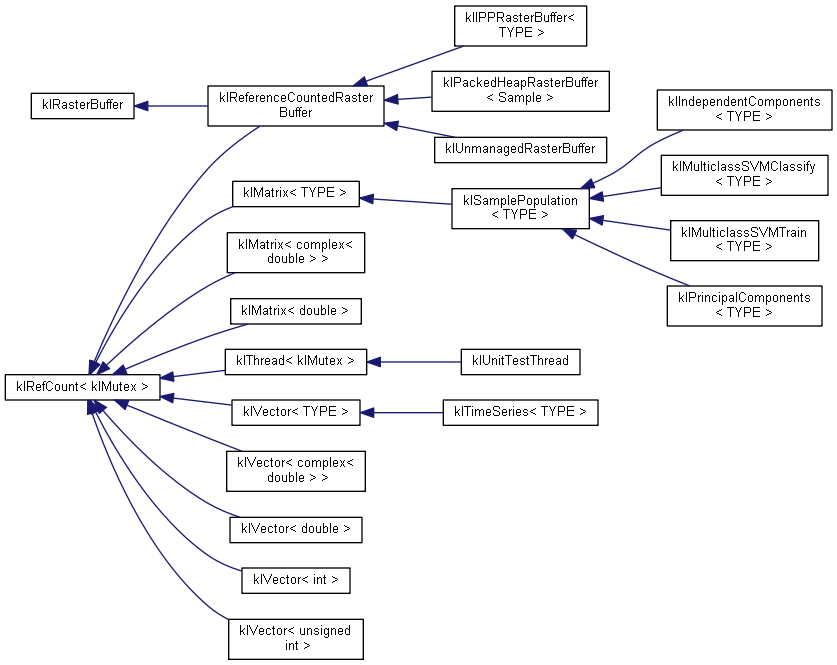 klIPPRasterBuffer<
TYPE >
klRasterBuffer
klReferenceCountedRaster
Buffer
klPackedHeapRasterBuffer
< Sample >
klUnmanagedRasterBuffer
klIndependentComponents
< TYPE >
klMulticlassSVMClassify
< TYPE >
klMatrix< TYPE >
klSamplePopulation
< TYPE >
klMulticlassSVMTrain
< TYPE >
klMatrix< complex<
double > >
klPrincipalComponents
< TYPE >
klMatrix< double >
klThread< klMutex >
klUnitTestThread
klRefCount< klMutex >
klVector< TYPE >
klTimeSeries< TYPE >
klVector< complex<
double > >
klVector< double >
klVector< int >
klVector< unsigned
int >